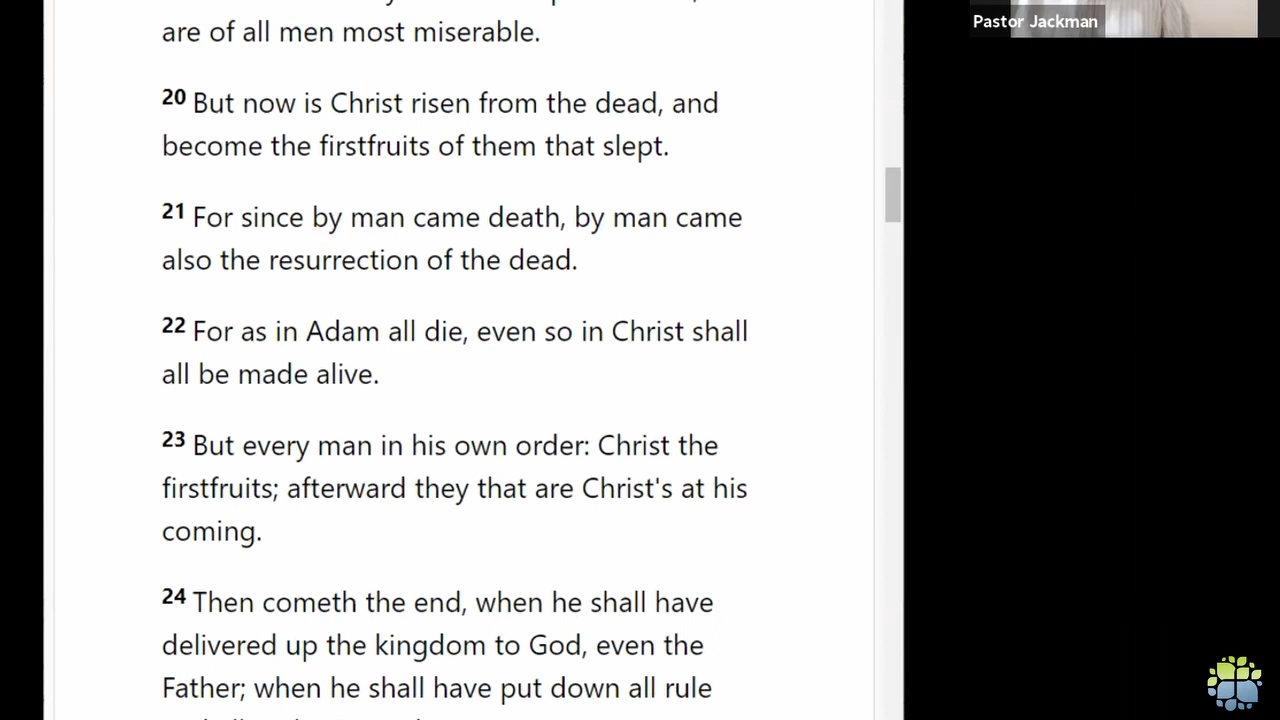 are of all men most miserable.
20 But now is Christ risen from the dead, and
become the firstfruits of them that slept.
21 For since by man came death, by man came
also the resurrection of the dead.
22 For as in Adam all die, even so in Christ shall
all be made alive.
23 But every man in his own order: Christ the
firstfruits; afterward they that are Christ's at his
coming.
24 Then cometh the end, when he shall have
delivered up the kingdom to God, even the
Father; when he shall have put down all rule
Pastor Jackman